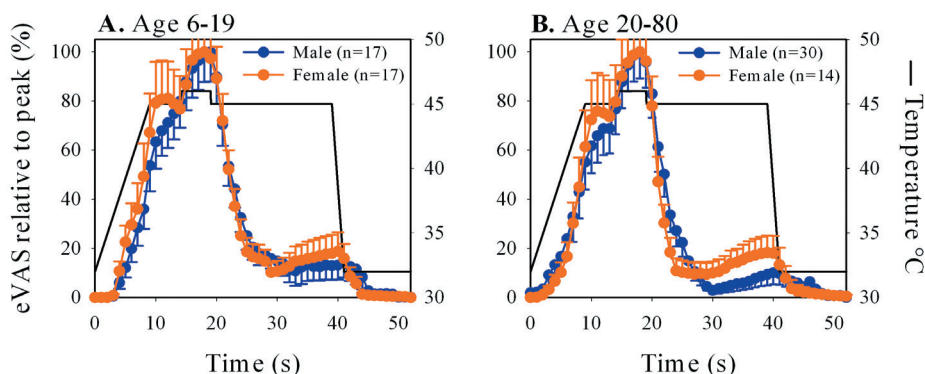 A. Age 6-19
B. Age 20-80
eVAS relative to peak (%)
100
80
60
40
20
0
Male (n=17)
Female (n=17)
50
45
40
35
30
0 10 20 30 40 50
Time (s)
100
80
60
40
20
0
Male (n=30)
Female (n=14)
50
45
40
35
30
0 10 20 30 40 50
Time (s)
Temperature °C